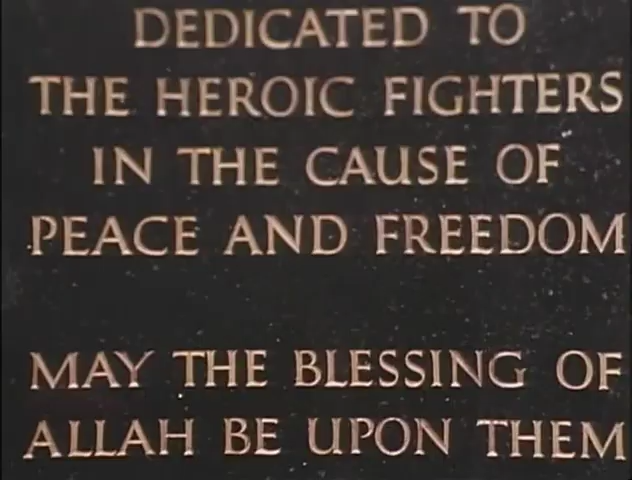 DEDICATED TO
THE HEROIC FIGHTERS
IN THE CAUSE OF
PEACE AND FREEDOM
MAY THE BLESSING OF
ALLAH BE UPON THEM